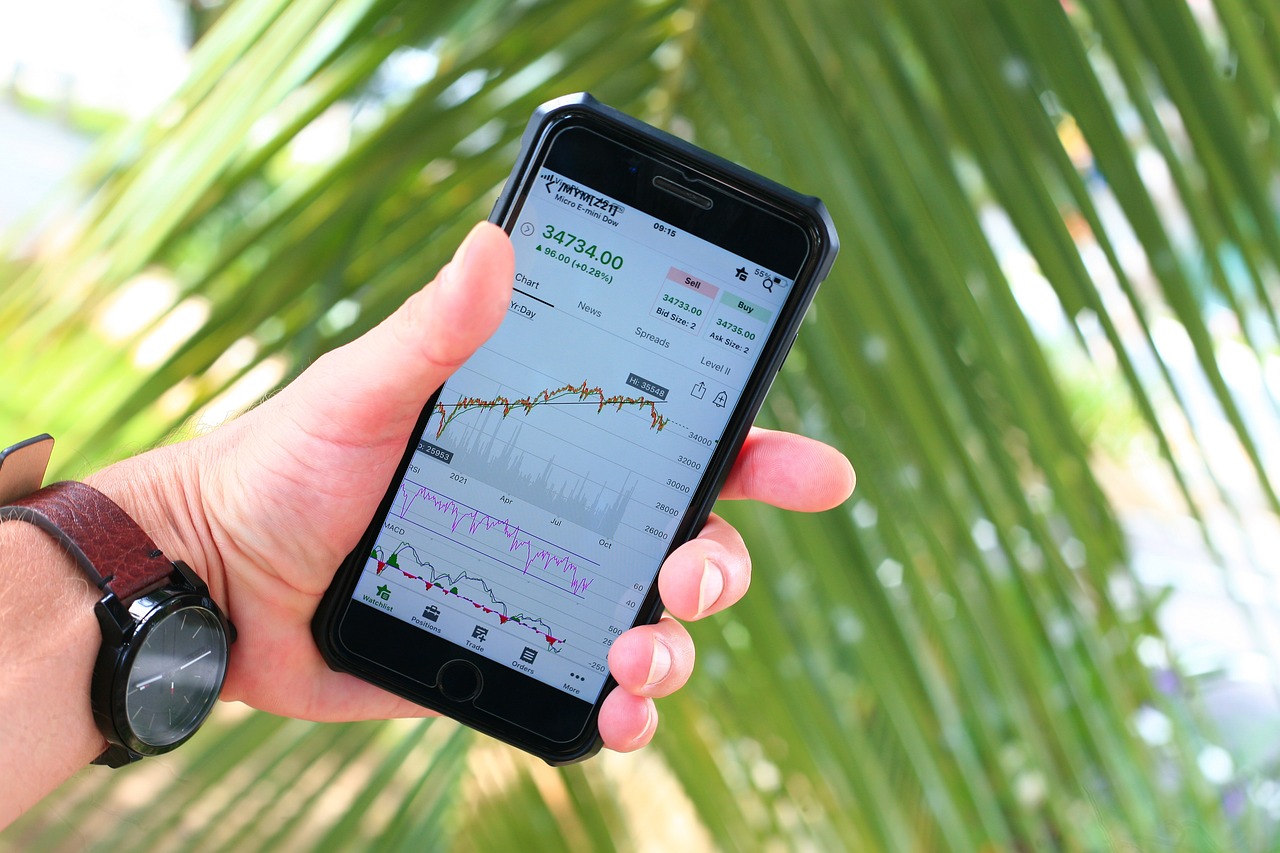 09:15
55%
/MYM[Z21]
Micro E-mini Dow
34734.00
▲ 96.00 (+0.28%)
Sell
34733.00
Bid Size: 2
Buy
34735.00
Ask Size: 2
Chart
News
Spreads
Level II
Yr:Day
Hi: 35545
34000
32000
30000
28000
26000
: 25953
2021
Apr
Jul
Oct
RSI
60
40
MACD
500
-250
Watchlist
Positions
Trade
Orders
More